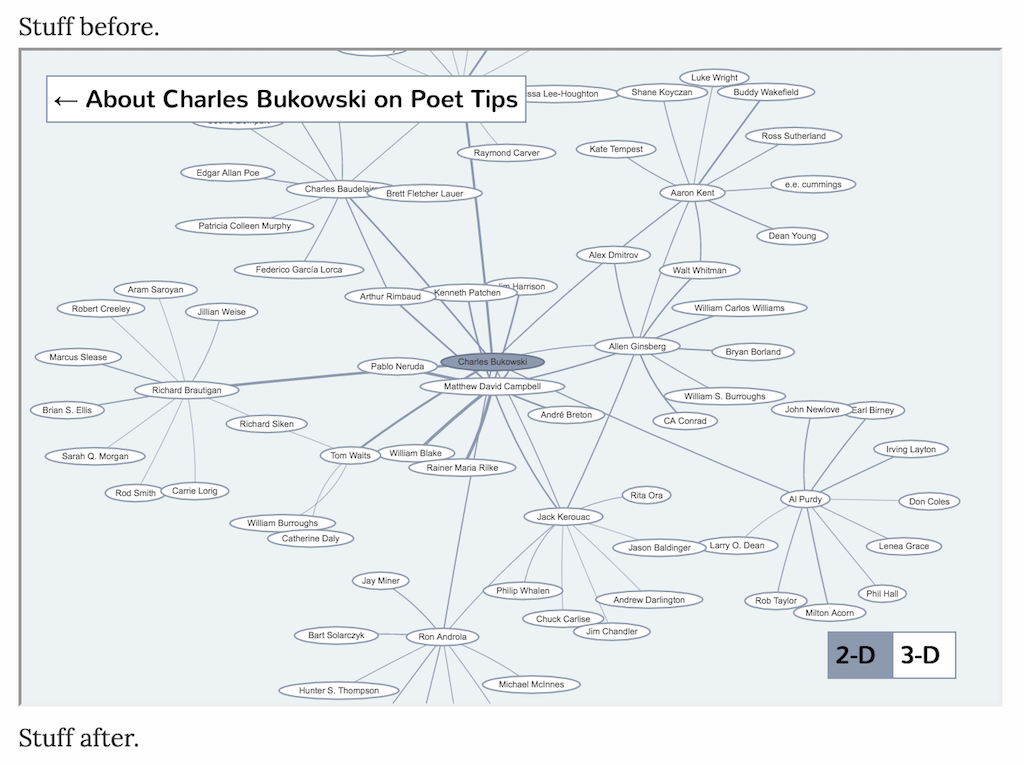 Stuff before.
← About Charles Bukowski on Poet Tips
Luke Wright
ssa Lee-Houghton
Shane Koyczan
Buddy Wakefield
Ross Sutherland
Raymond Carver
Kate Tempest
Edgar Allan Poe
e.e. cummings
Charles Baudelair
Brett Fletcher Lauer
Aaron Kent
Patricia Colleen Murphy
Dean Young
Alex Dmitrov
Federico García Lorca
Walt Whitman
Aram Saroyan
Arthur Rimbaud
Kenneth Patchen
Harrison
Robert Creeley
Jillian Weise
William Carlos Williams
Allen Ginsberg
Bryan Borland
Marcus Slease
Charles Bukowski
Pablo Neruda
Richard Brautigan
Matthew David Campbell
William S. Burroughs
Brian S. Ellis
André Breton
CA Conrad
John Newlove
Earl Birney
Richard Siken
Irving Layton
Sarah Q. Morgan
Tom Waits
William Blake
Rainer Maria Rilke
Rod Smith
Carrie Lorig
Rita Ora
Al Purdy
Don Coles
William Burroughs
Jack Kerouac
Catherine Daly
Jason Baldinger
Larry O. Dean
Lenea Grace
Jay Miner
Philip Whalen
Andrew Darlington
Rob Taylor
Phil Hall
Milton Acorn
Chuck Carlise
Jim Chandler
Bart Solarczyk
Ron Androla
2-D
3-D
Hunter S. Thompson
Michael McInnes
Stuff after.